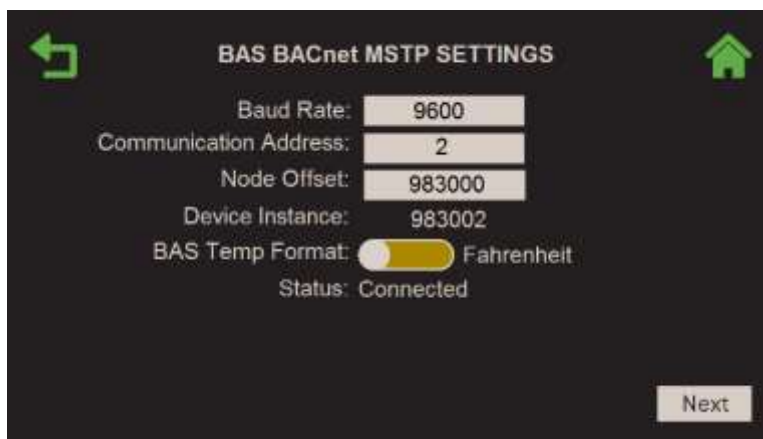 BAS BACnet MSTP SETTINGS
Baud Rate: 9600
Communication Address: 2
Node Offset: 983000
Device Instance: 983002
BAS Temp Format: Fahrenheit
Status: Connected
Next